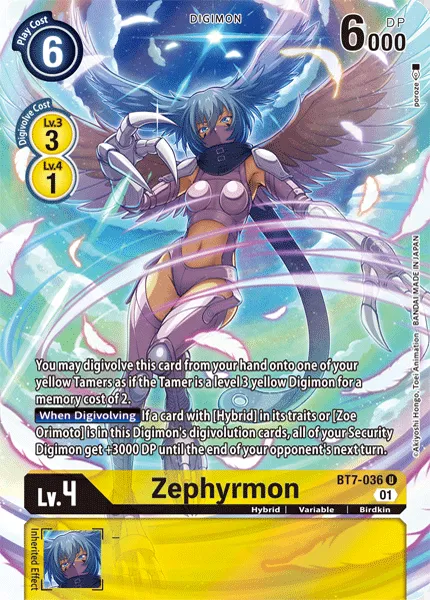 Play Cost
6
DIGIMON
DP
6000
Digivolve Cost
Lv.3
3
Lv.4
1
poroze
©Akiyoshi Hongo, Toei Animation BANDAI MADE IN JAPAN
You may digivolve this card from your hand onto one of your
yellow Tamers as if the Tamer is a level 3 yellow Digimon for a
memory cost of 2.
When Digivolving If a card with [Hybrid] in its traits or [Zoe
Orimoto] is in this Digimon's digivolution cards, all of your Security
Digimon get +3000 DP until the end of your opponent's next turn.
Lv.4
Zephyrmon
BT7-036 U
01
Hybrid | Variable | Birdkin
Inherited Effect
–